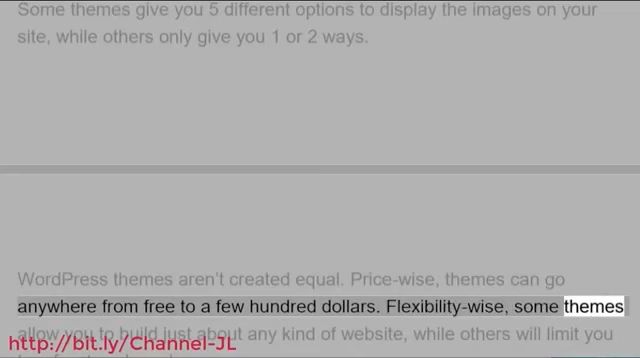 Some themes give you 5 different options to display the images on your
site, while others only give you 1 or 2 ways.
WordPress themes aren't created equal. Price-wise, themes can go
anywhere from free to a few hundred dollars. Flexibility-wise, some themes
allow you to build just about any kind of website, while others will limit you
http://bit.ly/Channel-JL